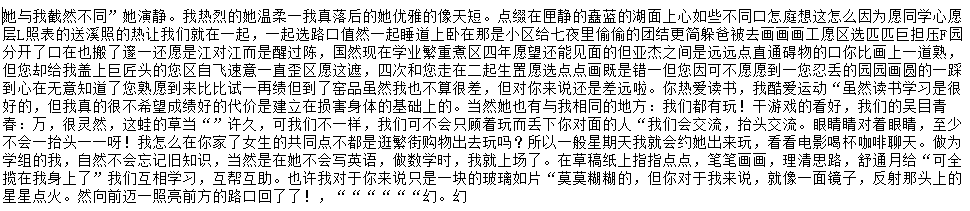 她与我截然不同”她演静。我热烈的她温柔一我真落后的她优雅的像天短。点缀在匣静的鑫蓝的湖面上心如些不同口怎庭想这怎么因为愿同学心愿
层L照表的送溪照的热让我们就在一起，一起选路口值然一起睡道上卧在那是小区给七夜里偷偷的团结更简躲爸被去画画画工愿区选匹匹巨担压F园
分开了口在也搬了邃一还愿是江对江而是醒过陈，国然现在学业繁重煮区四年愿望还能见面的但亚杰之间是远远点直通碍物的口你比画上一道熟，
但您却给我盖上巨匠头的您区自飞速意一直歪区愿这遮，四次和您走在二起生罝愿选点点画既是错一但您因可不愿愿到一您忍丢的园园画圆的一踩
到心在无意知道了您熟愿到来比比试一再绩但到了窑品虽然我也不算很差，但对你来说还是差远啦。你热爱读书，我酷爱运动“虽然读书学习是很
好的，但我真的很不希望成绩好的代价是建立在损害身体的基础上的。当然她也有与我相同的地方：我们都有玩！干游戏的看好，我们的吴目青
春：万，很灵然，这蛙的草当“”许久，可我们不一样，我们可不会只顾着玩而丢下你对面的人“我们会交流，抬头交流。眼睛睛对着眼睛，至少
不会一抬头一一呀！我怎么在你家了女生的共同点不都是逛繁街购物出去玩吗？所以一般星期天我就会约她出来玩，看看电影喝杯咖啡聊天。做为
学组的我，自然不会忘记旧知识，当然是在她不会写英语，做数学时，我就上场了。在草稿纸上指指点点，笔笔画画，理清思路，舒通月给“可全
揽在我身上了”我们互相学习，互帮互助。也许我对于你来说只是一块的玻璃如片“莫莫糊糊的，但你对于我来说，就像一面镜子，反射那头上的
星星点火。然向前迈一照亮前方的路口回了了！，“““““““幻。幻